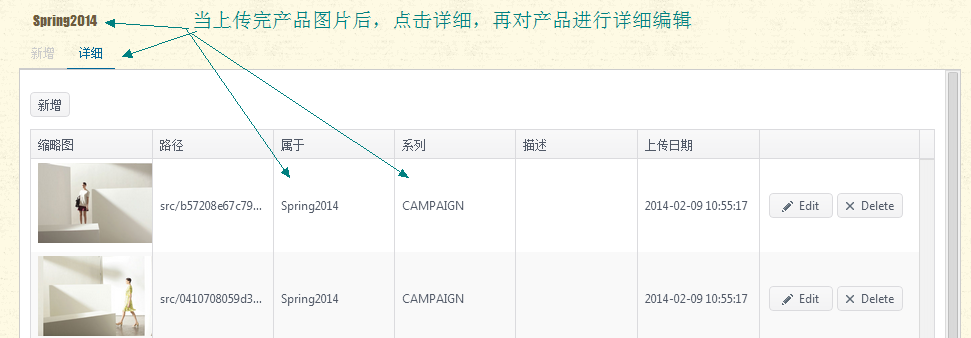 Spring2014 当上传完产品图片后，点击详细，再对产品进行详细编辑
新增 详细
新增
缩略图 路径 属于 系列 描述 上传日期
src/b57208e67c79... Spring2014 CAMPAIGN 2014-02-09 10:55:17 Edit Delete
src/0410708059d3... Spring2014 CAMPAIGN 2014-02-09 10:55:17 Edit Delete